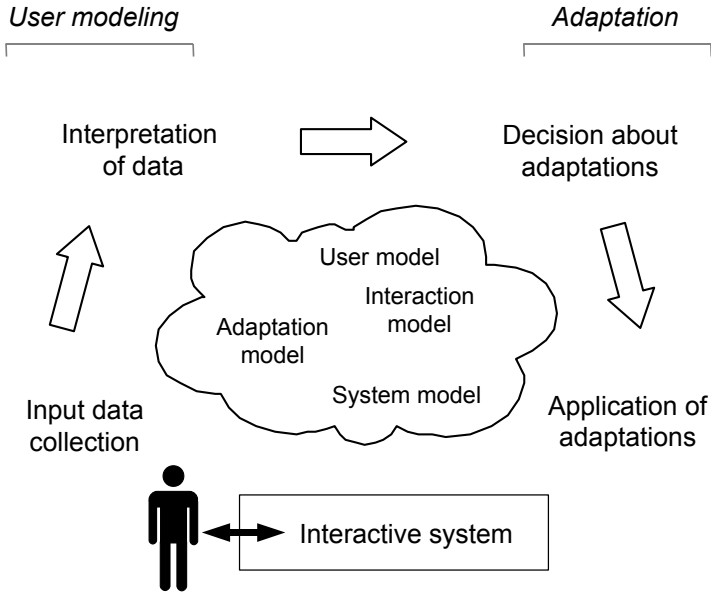 User modeling
Adaptation
Interpretation
of data
Decision about
adaptations
User model
Interaction
model
Adaptation
model
System model
Input data
collection
Application of
adaptations
Interactive system